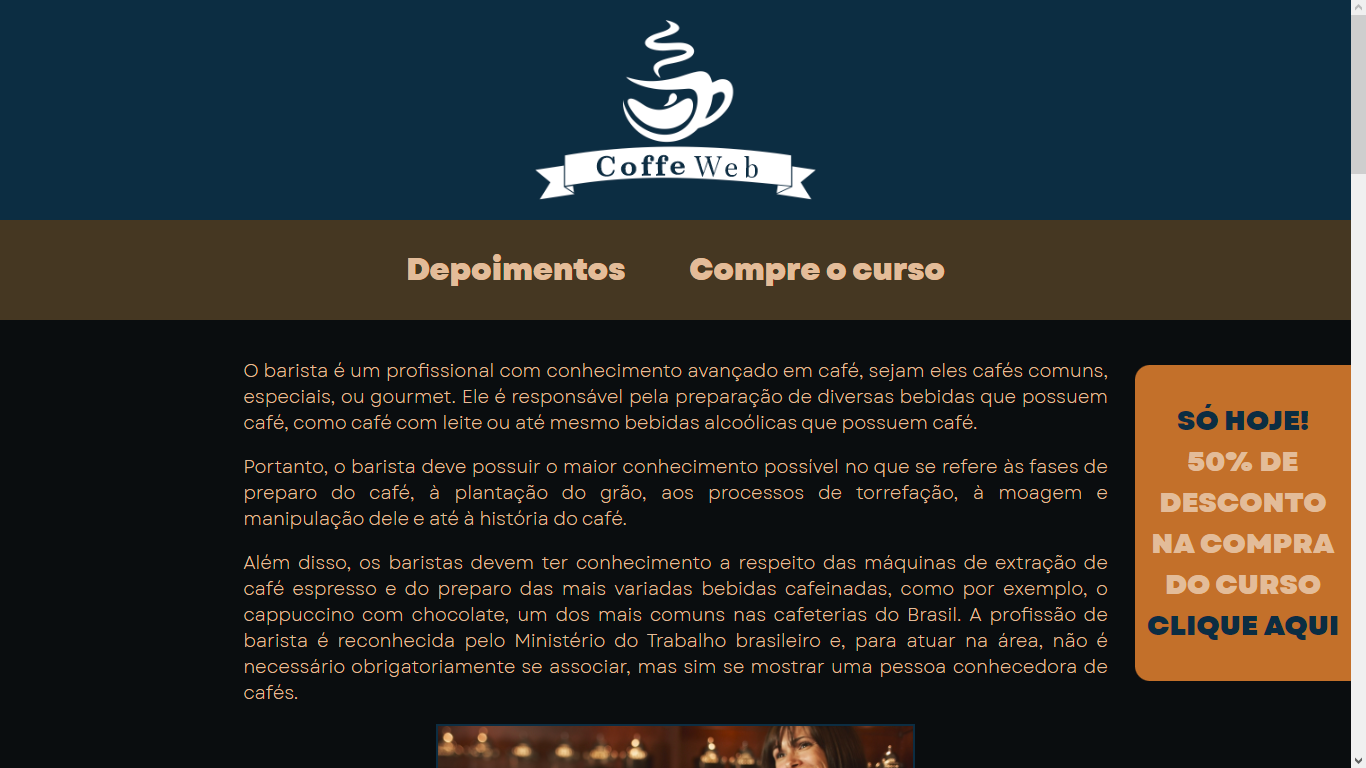 Coffe Web
Depoimentos Compre o curso
O barista é um profissional com conhecimento avançado em café, sejam eles cafés comuns,
especiais, ou gourmet. Ele é responsável pela preparação de diversas bebidas que possuem
café, como café com leite ou até mesmo bebidas alcoólicas que possuem café.
Portanto, o barista deve possuir o maior conhecimento possível no que se refere às fases de
preparo do café, à plantação do grão, aos processos de torrefação, à moagem e
manipulação dele e até à história do café.
Além disso, os baristas devem ter conhecimento a respeito das máquinas de extração de
café espresso e do preparo das mais variadas bebidas cafeinadas, como por exemplo, o
cappuccino com chocolate, um dos mais comuns nas cafeterias do Brasil. A profissão de
barista é reconhecida pelo Ministério do Trabalho brasileiro e, para atuar na área, não é
necessário obrigatoriamente se associar, mas sim se mostrar uma pessoa conhecedora de
cafés.
SÓ HOJE!
50% DE
DESCONTO
NA COMPRA
DO CURSO
CLIQUE AQUI